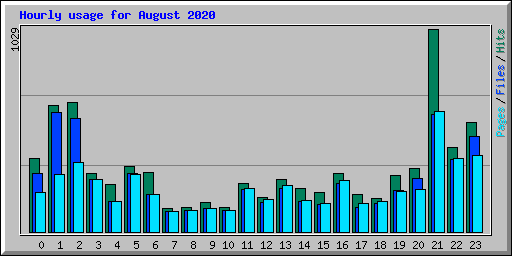 Hourly usage for August 2020
1029
Pages / Files / Hits
0 1 2 3 4 5 6 7 8 9 10 11 12 13 14 15 16 17 18 19 20 21 22 23